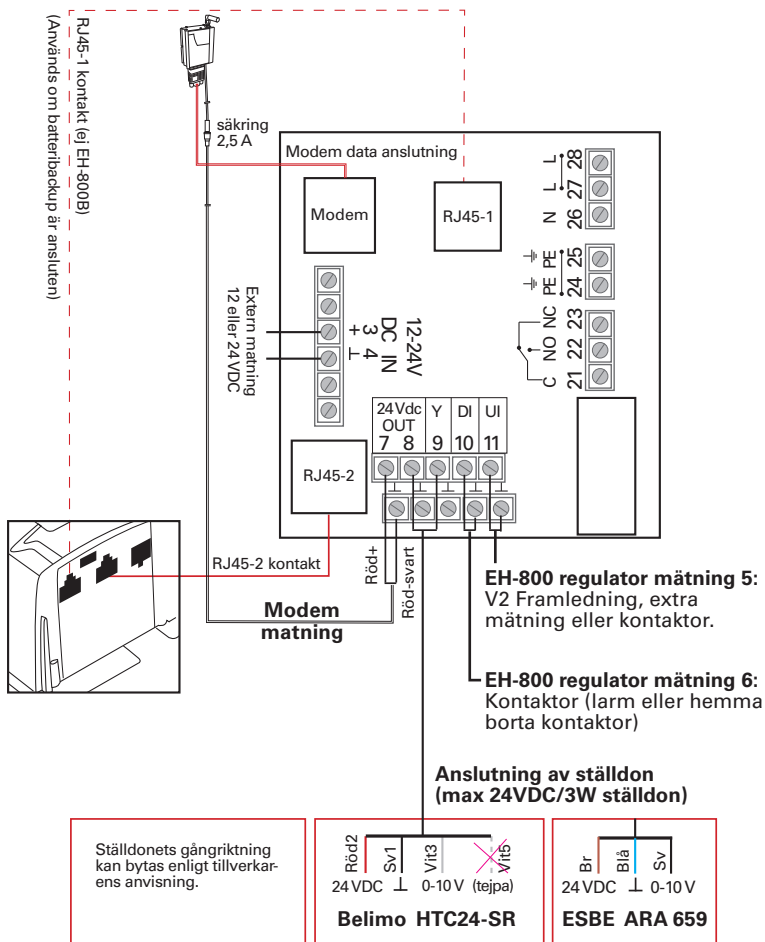 RJ45-1 kontakt (ej EH-800B)
(Används om batteribackup är ansluten)
säkring
2,5 A
Modem data anslutning
Modem
RJ45-1
L 28
L 27
N 26
PE 25
PE 24
NC 23
NO 22
C 21
Extern matning
12 eller 24VDC
12-24V
DC IN
+ 3
⊥ 4
24Vdc
OUT
Y
DI
UI
7 8 9 10 11
RJ45-2
RJ45-2 kontakt
Röd+
Röd-svart
Modem
matning
EH-800 regulator mätning 5:
V2 Framledning, extra
mätning eller kontaktor.
EH-800 regulator mätning 6:
Kontaktor (larm eller hemma
borta kontaktor)
Anslutning av ställdon
(max 24VDC/3W ställdon)
Ställdonets gångriktning
kan bytas enligt tillverkar-
ens anvisning.
Röd2 Sv1 Vit3 Vit5
24 VDC ⊥ 0-10 V (tejpa)
Belimo HTC24-SR
Br Blå Sv
24 VDC ⊥ 0-10 V
ESBE ARA 659